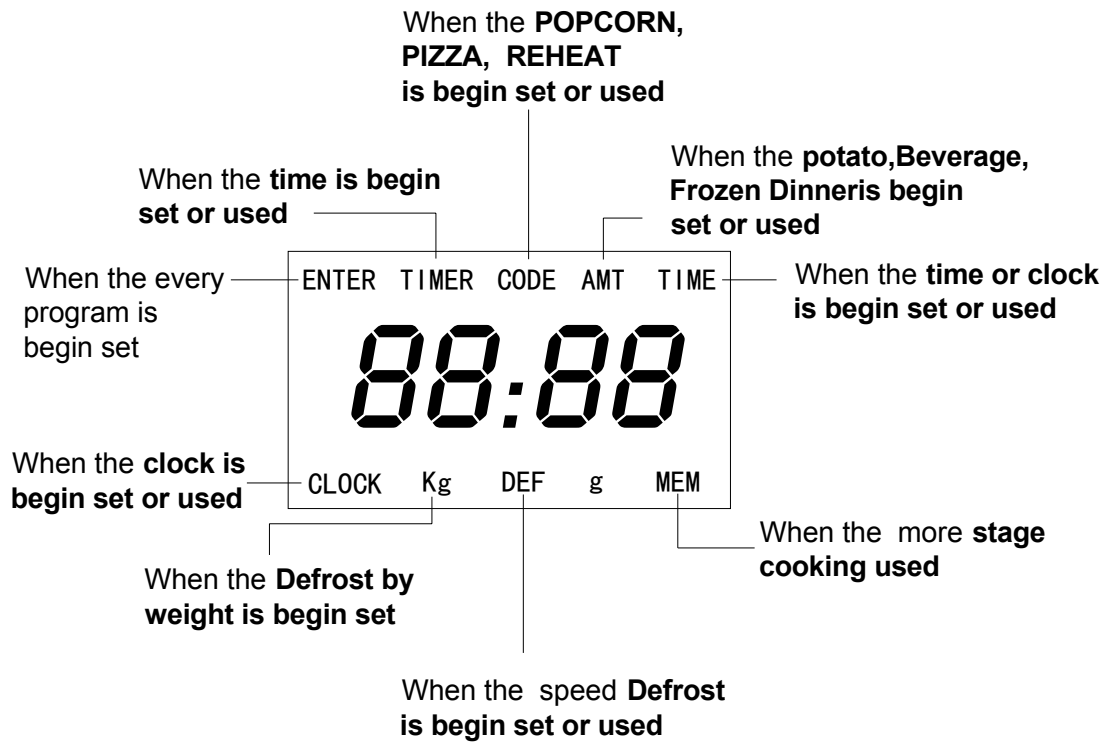 When the POPCORN,
PIZZA, REHEAT
is begin set or used
When the potato,Beverage,
Frozen Dinneris begin
set or used
When the time is begin
set or used
When the every
program is
begin set
ENTER TIMER CODE AMT TIME
When the time or clock
is begin set or used
88:88
When the clock is
begin set or used
CLOCK Kg DEF g MEM
When the more stage
cooking used
When the Defrost by
weight is begin set
When the speed Defrost
is begin set or used